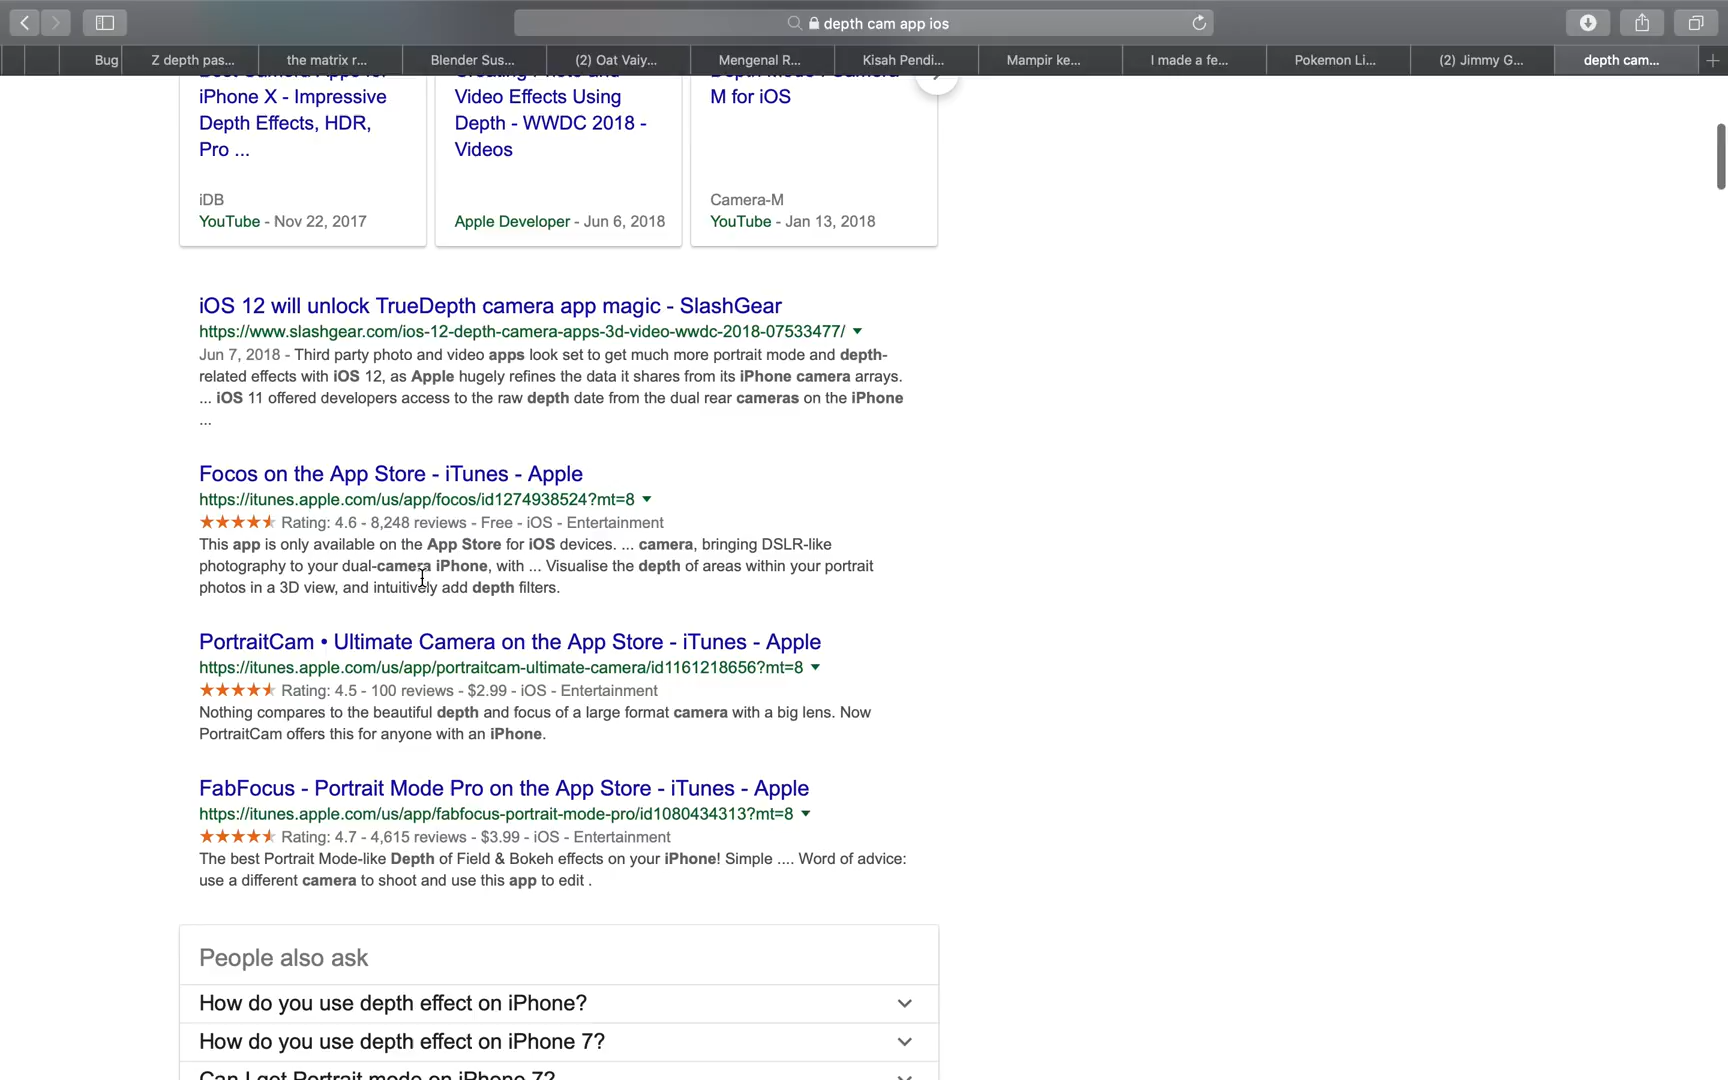 depth cam app ios
Bug
Z depth pas...
the matrix r...
Blender Sus...
(2) Oat Vaiy...
Mengenal R...
Kisah Pendi...
Mampir ke...
I made a fe...
Pokemon Li...
(2) Jimmy G...
depth cam...
Best Camera Apps for
iPhone X - Impressive
Depth Effects, HDR,
Pro ...
iDB
YouTube - Nov 22, 2017
Creating Photo and
Video Effects Using
Depth - WWDC 2018 -
Videos
Apple Developer - Jun 6, 2018
M for iOS
Camera-M
YouTube - Jan 13, 2018
iOS 12 will unlock TrueDepth camera app magic - SlashGear
https://www.slashgear.com/ios-12-depth-camera-apps-3d-video-wwdc-2018-07533477/
Jun 7, 2018 - Third party photo and video apps look set to get much more portrait mode and depth-
related effects with iOS 12, as Apple hugely refines the data it shares from its iPhone camera arrays.
... iOS 11 offered developers access to the raw depth date from the dual rear cameras on the iPhone
...
Focos on the App Store - iTunes - Apple
https://itunes.apple.com/us/app/focos/id1274938524?mt=8
Rating: 4.6 - 8,248 reviews - Free - iOS - Entertainment
This app is only available on the App Store for iOS devices. ... camera, bringing DSLR-like
photography to your dual-camera iPhone, with ... Visualise the depth of areas within your portrait
photos in a 3D view, and intuitively add depth filters.
PortraitCam • Ultimate Camera on the App Store - iTunes - Apple
https://itunes.apple.com/us/app/portraitcam-ultimate-camera/id1161218656?mt=8
Rating: 4.5 - 100 reviews - $2.99 - iOS - Entertainment
Nothing compares to the beautiful depth and focus of a large format camera with a big lens. Now
PortraitCam offers this for anyone with an iPhone.
FabFocus - Portrait Mode Pro on the App Store - iTunes - Apple
https://itunes.apple.com/us/app/fabfocus-portrait-mode-pro/id1080434313?mt=8
Rating: 4.7 - 4,615 reviews - $3.99 - iOS - Entertainment
The best Portrait Mode-like Depth of Field & Bokeh effects on your iPhone! Simple .... Word of advice:
use a different camera to shoot and use this app to edit .
People also ask
How do you use depth effect on iPhone?
How do you use depth effect on iPhone 7?
Can I get Portrait mode on iPhone 7?